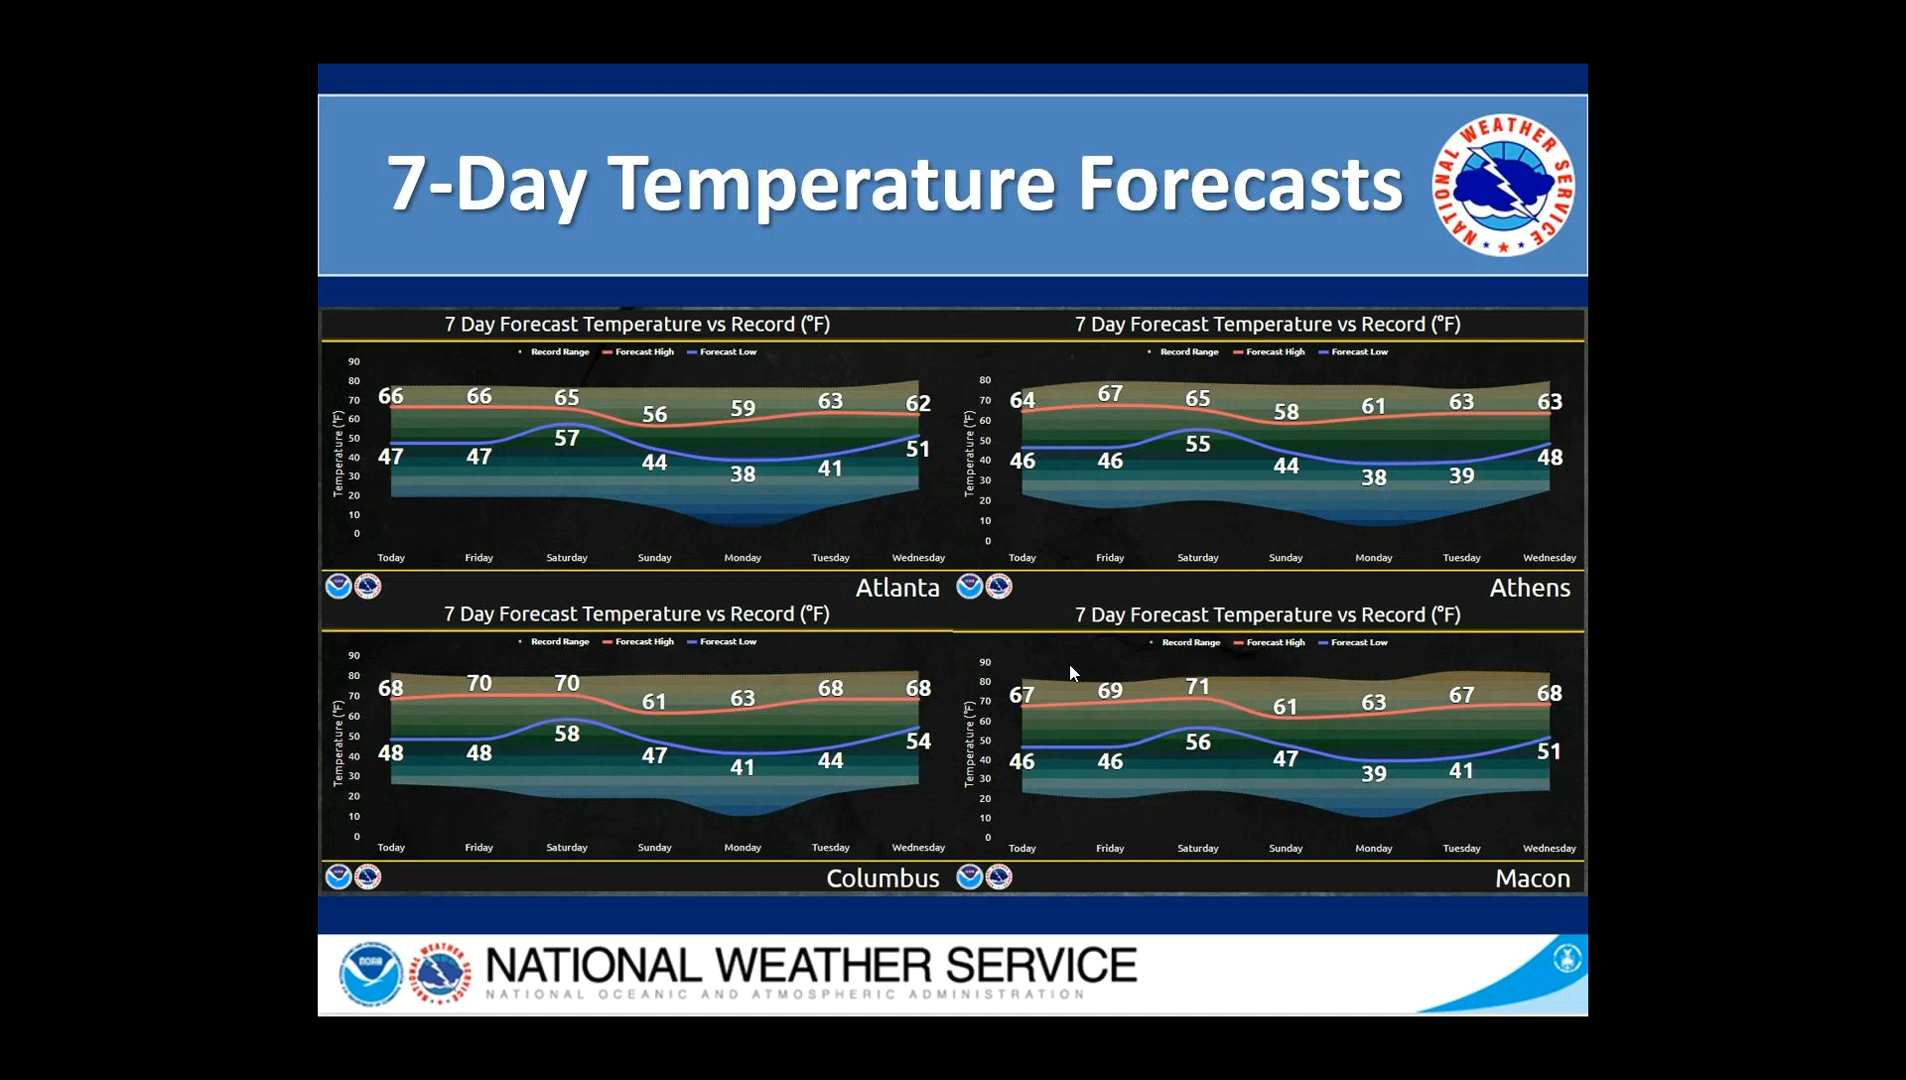 7-Day Temperature Forecasts
NATIONAL WEATHER SERVICE
7 Day Forecast Temperature vs Record (°F)
Record Range Forecast High Forecast Low
Temperature (°F)
90
80
70
60
50
40
30
20
10
0
66 66 65 56 59 63 62
47 47 57 44 38 41 51
Today Friday Saturday Sunday Monday Tuesday Wednesday
Atlanta
7 Day Forecast Temperature vs Record (°F)
Record Range Forecast High Forecast Low
Temperature (°F)
80
70
60
50
40
30
20
10
0
64 67 65 58 61 63 63
46 46 55 44 38 39 48
Today Friday Saturday Sunday Monday Tuesday Wednesday
Athens
7 Day Forecast Temperature vs Record (°F)
Record Range Forecast High Forecast Low
Temperature (°F)
90
80
70
60
50
40
30
20
10
0
68 70 70 61 63 68 68
48 48 58 47 41 44 54
Today Friday Saturday Sunday Monday Tuesday Wednesday
Columbus
7 Day Forecast Temperature vs Record (°F)
Record Range Forecast High Forecast Low
Temperature (°F)
90
80
70
60
50
40
30
20
10
0
67 69 71 61 63 67 68
46 46 56 47 39 41 51
Today Friday Saturday Sunday Monday Tuesday Wednesday
Macon
NOAA
NATIONAL WEATHER SERVICE
NATIONAL OCEANIC AND ATMOSPHERIC ADMINISTRATION